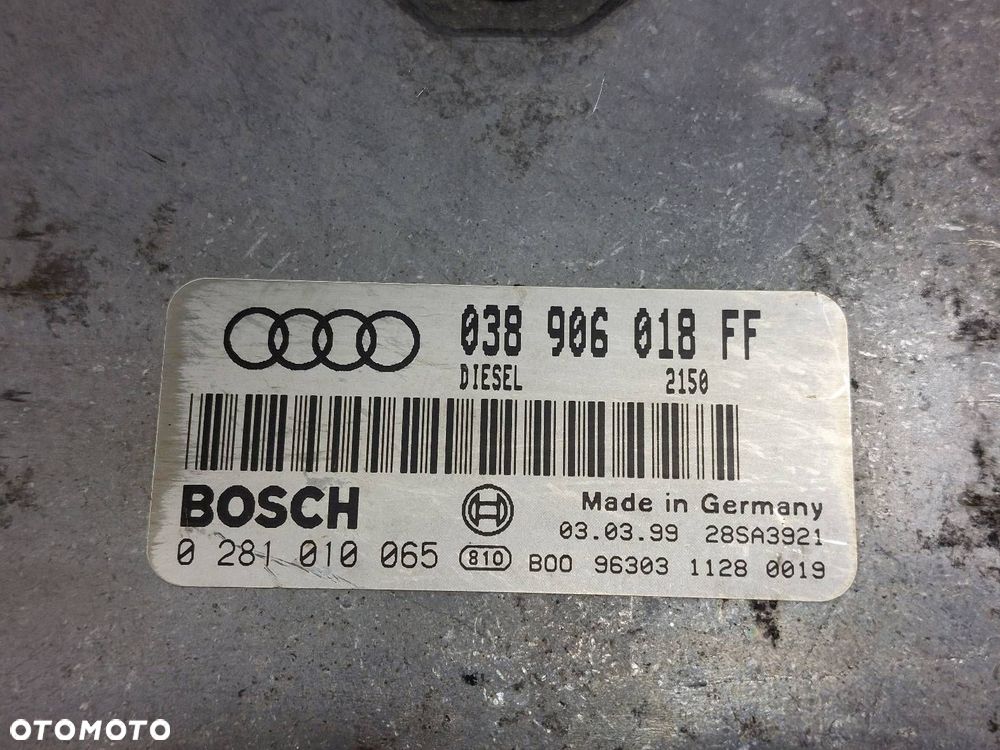 038 906 018 FF
DIESEL 2150
BOSCH
Made in Germany
03.03.99 28SA3921
0 281 010 065 810 B00 96303 1128 0019
OTOMOTO